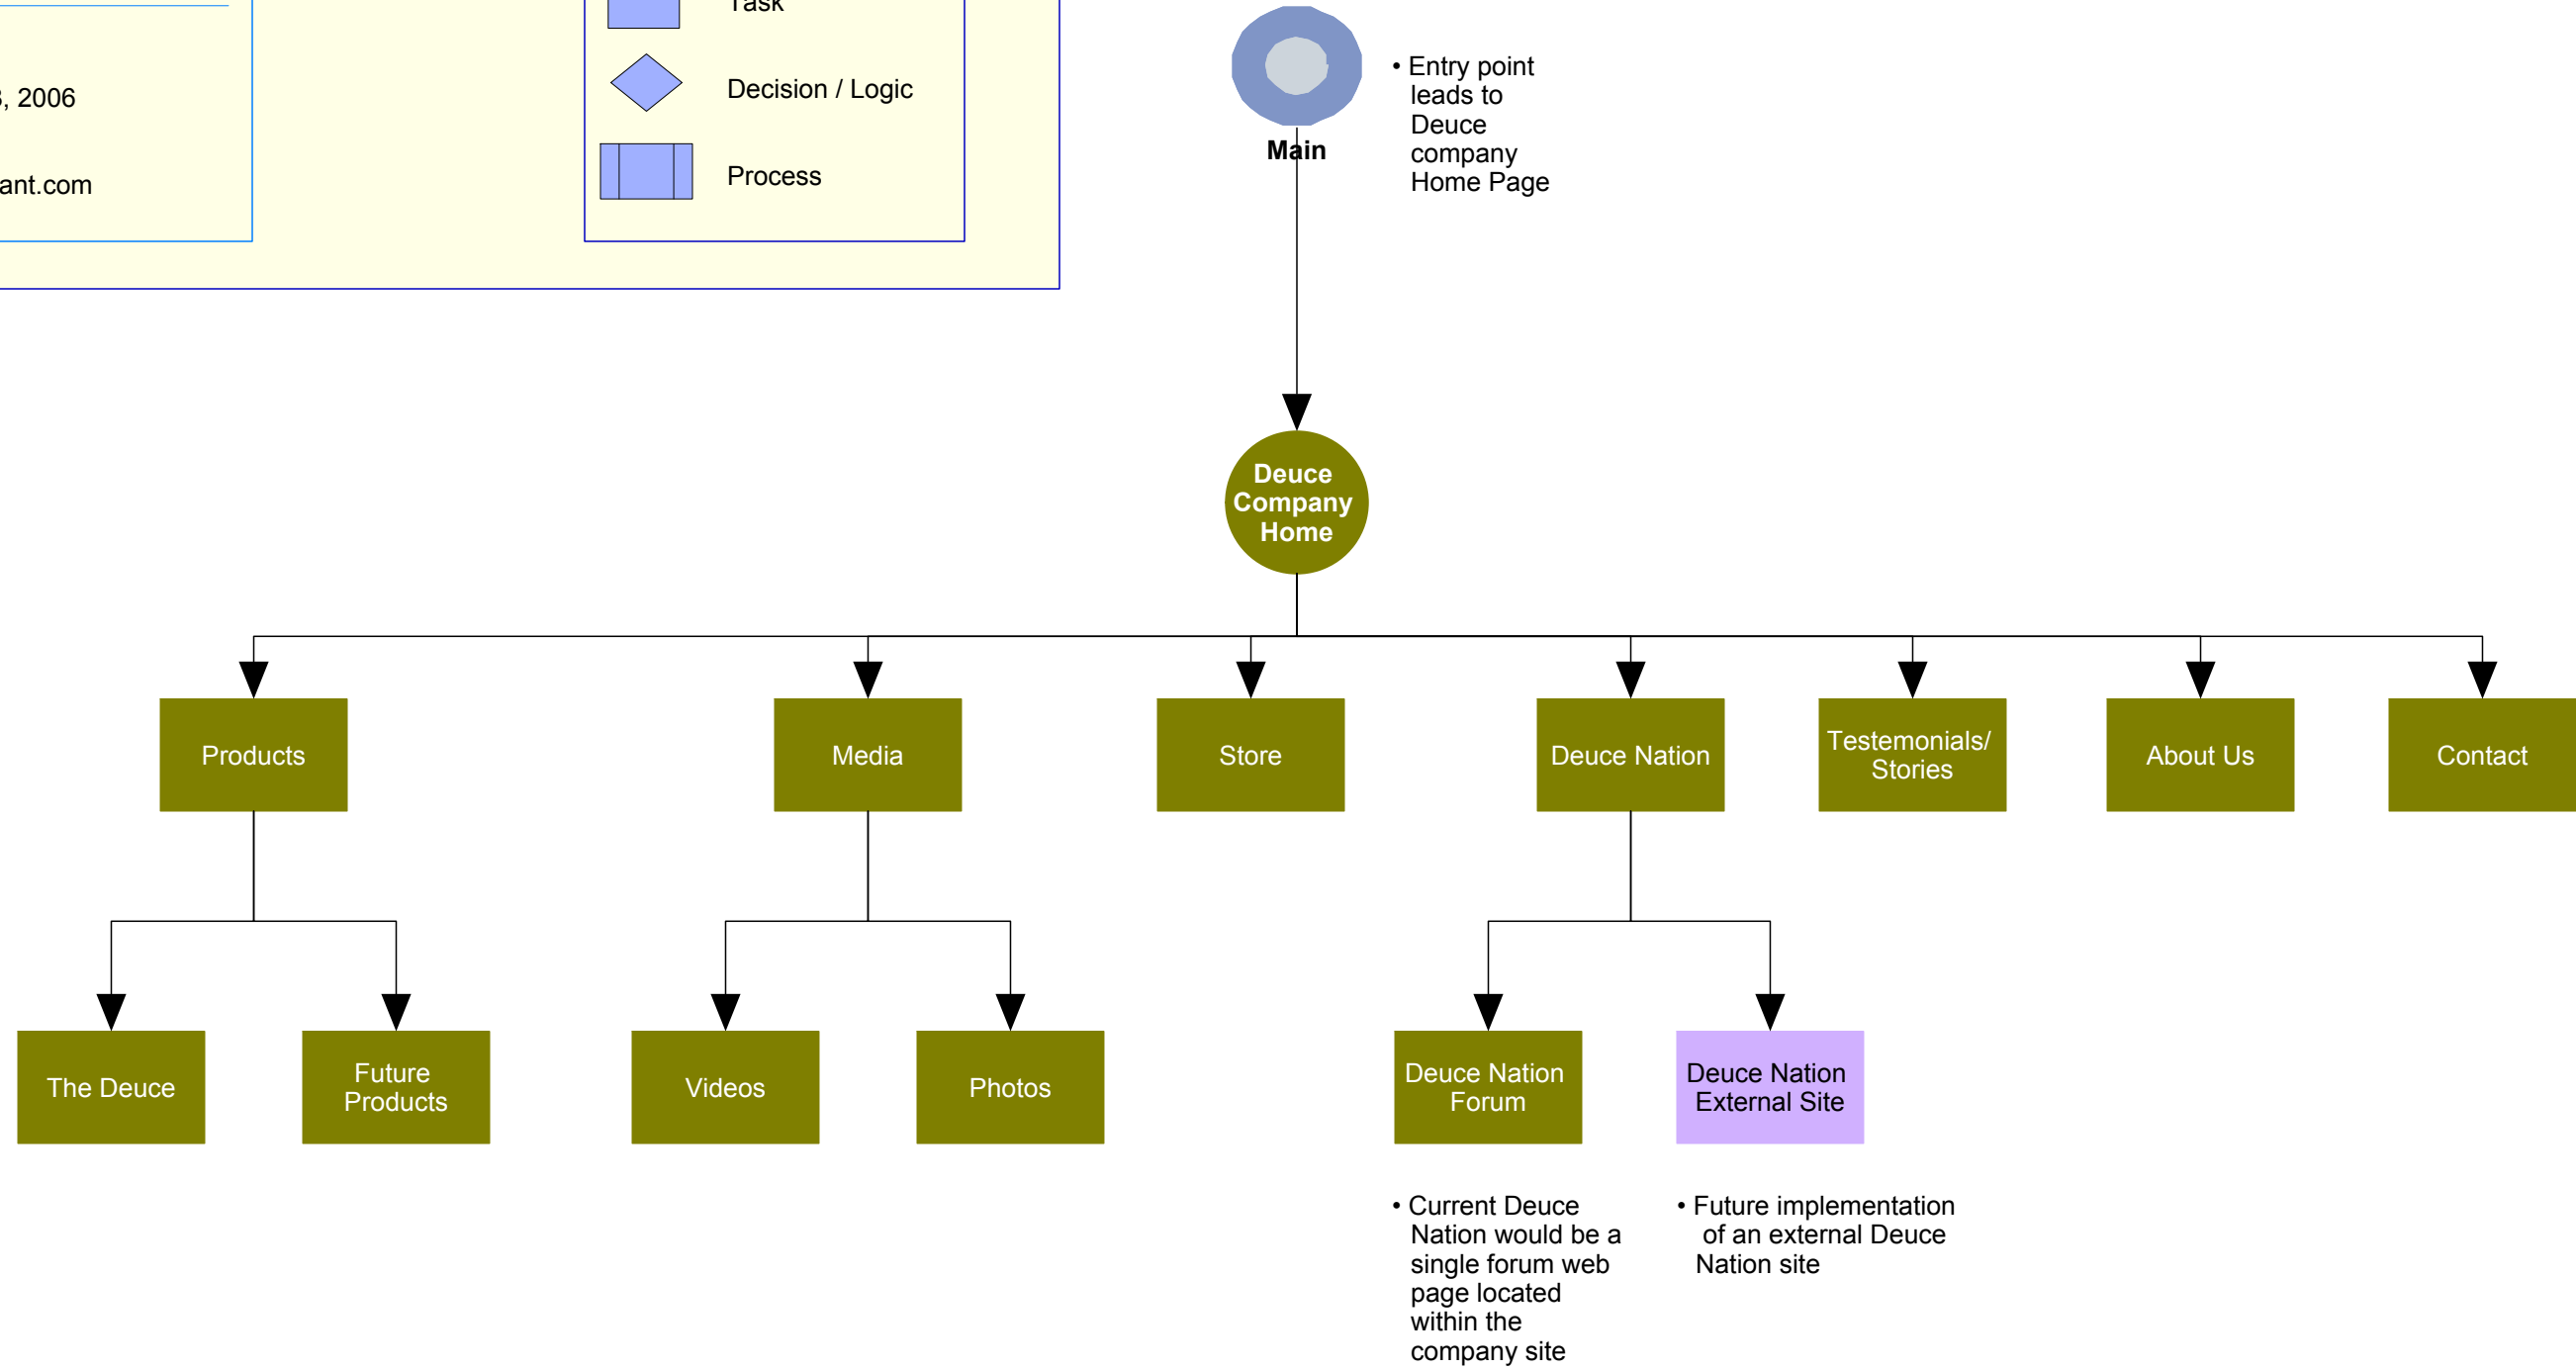 Task
, 2006
Decision / Logic
ant.com
Process
• Entry point
leads to
Deuce
company
Home Page
Main
Deuce
Company
Home
Products
Media
Store
Deuce Nation
Testemonials/
Stories
About Us
Contact
The Deuce
Future
Products
Videos
Photos
Deuce Nation
Forum
Deuce Nation
External Site
• Current Deuce
Nation would be a
single forum web
page located
within the
company site
• Future implementation
of an external Deuce
Nation site